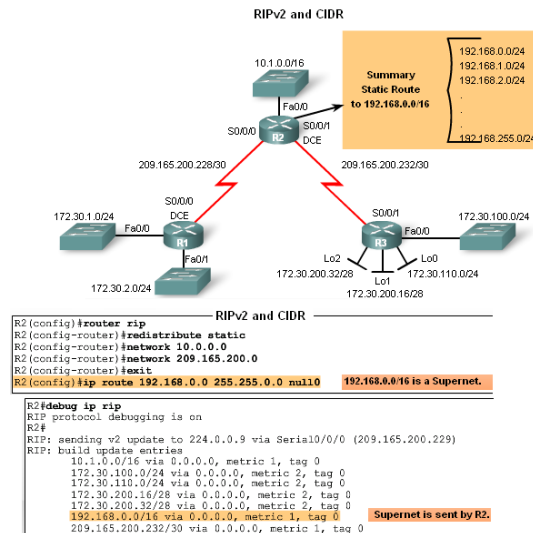 RIPv2 and CIDR
10.1.0.0/16
Summary
Static Route
to 192.168.0.0/16
192.168.0.0/24
192.168.1.0/24
192.168.2.0/24
.
.
.
192.168.255.0/24
Fa0/0
R2
S0/0/0
S0/0/1
DCE
209.165.200.228/30
209.165.200.232/30
172.30.1.0/24
S0/0/0
DCE
Fa0/0
R1
Fa0/1
172.30.2.0/24
S0/0/1
172.30.100.0/24
Fa0/0
R3
Lo2
Lo0
172.30.200.32/28
Lo1
172.30.110.0/24
172.30.200.16/28
RIPv2 and CIDR
R2(config)#router rip
R2(config-router)#redistribute static
R2(config-router)#network 10.0.0.0
R2(config-router)#network 209.165.200.0
R2(config-router)#exit
R2(config)#ip route 192.168.0.0 255.255.0.0 null0
192.168.0.0/16 is a Supernet.
R2#debug ip rip
RIP protocol debugging is on
R2#
RIP: sending v2 update to 224.0.0.9 via Serial0/0/0 (209.165.200.229)
RIP: build update entries
10.1.0.0/16 via 0.0.0.0, metric 1, tag 0
172.30.100.0/24 via 0.0.0.0, metric 2, tag 0
172.30.110.0/24 via 0.0.0.0, metric 2, tag 0
172.30.200.16/28 via 0.0.0.0, metric 2, tag 0
172.30.200.32/28 via 0.0.0.0, metric 2, tag 0
192.168.0.0/16 via 0.0.0.0, metric 1, tag 0
Supernet is sent by R2.
209.165.200.232/30 via 0.0.0.0, metric 1, tag 0